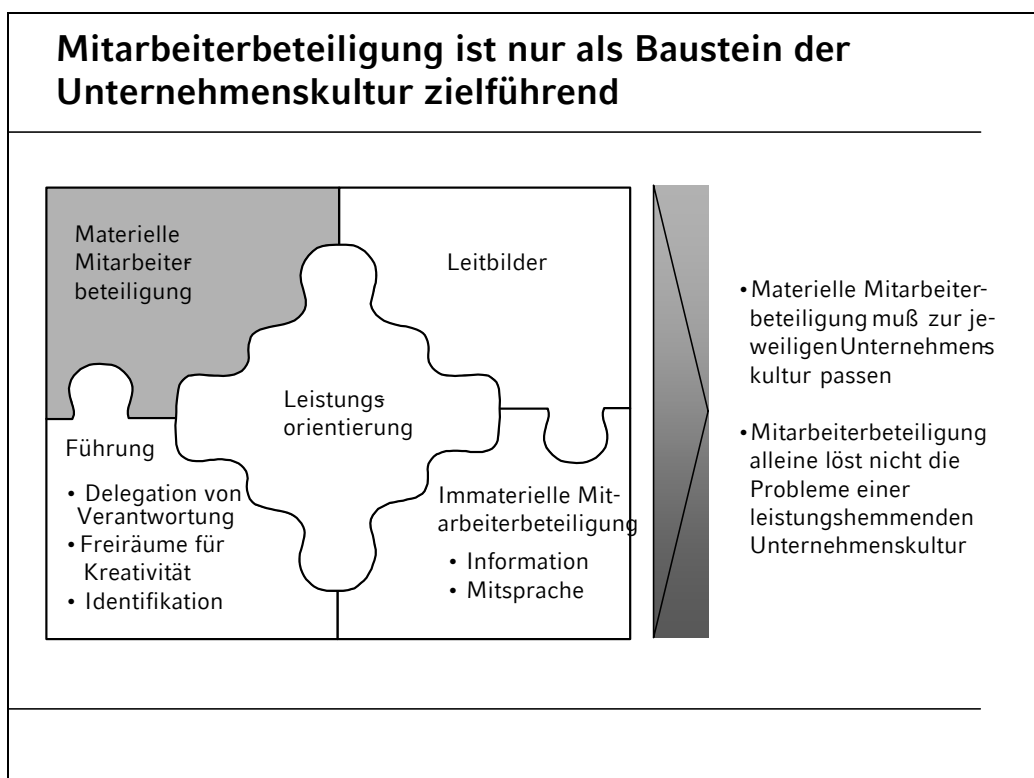 Mitarbeiterbeteiligung ist nur als Baustein der
Unternehmenskultur zielführend
Materielle
Mitarbeiter-
beteiligung
Leitbilder
Leistungs-
orientierung
Führung
• Delegation von
Verantwortung
• Freiräume für
Kreativität
• Identifikation
Immaterielle Mit-
arbeiterbeteiligung
• Information
• Mitsprache
• Materielle Mitarbeiter-
beteiligung muß zur je-
weiligen Unternehmens-
kultur passen
• Mitarbeiterbeteiligung
alleine löst nicht die
Probleme einer
leistungshemmenden
Unternehmenskultur